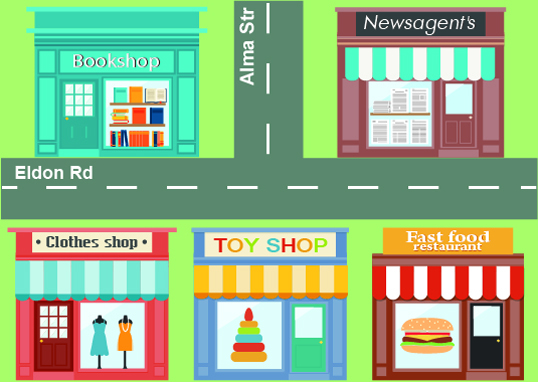 Alma Str
Newsagent's
Bookshop
Eldon Rd
• Clothes shop •
TOY SHOP
Fast food
restaurant